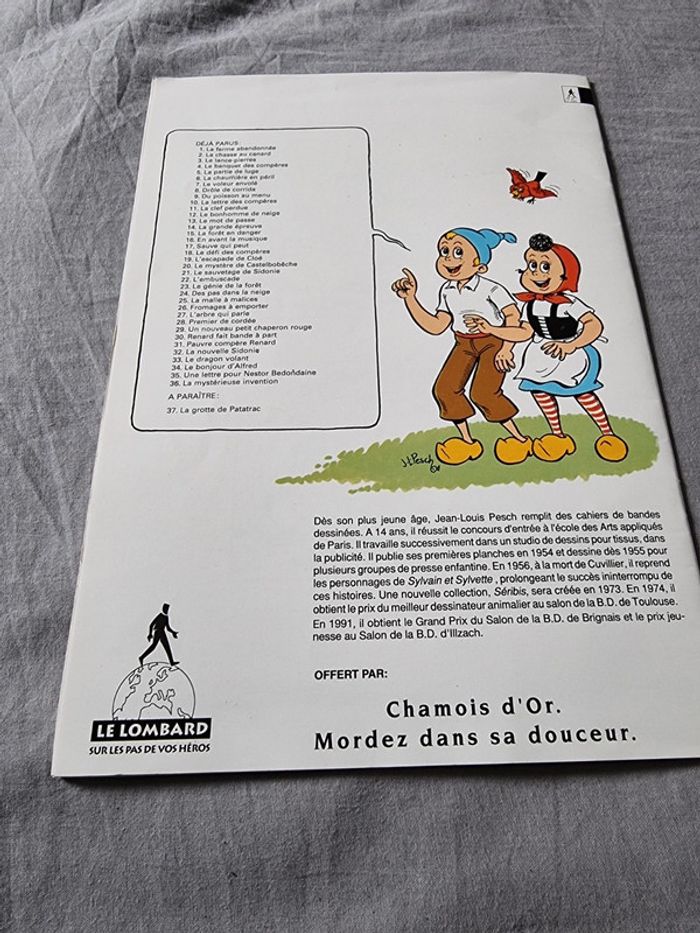 DÉJÀ PARUS:
1. La ferme abandonnée
2. La chasse au canard
3. Le lance-pierres
4. Le banquet des compères
5. La partie de luge
6. La chaumière en péril
7. Le voleur envolé
8. Drôle de corrida
9. Du poisson au menu
10. La lettre des compères
11. La clef perdue
12. Le bonhomme de neige
13. Le mot de passe
14. La grande épreuve
15. La forêt en danger
16. En avant la musique
17. Sauve qui peut
18. Le défi des compères
19. L'escapade de Cloé
20. Le mystère de Castelbobêche
21. Le sauvetage de Sidonie
22. L'embuscade
23. Le génie de la forêt
24. Des pas dans la neige
25. La malle à malices
26. Fromages à emporter
27. L'arbre qui parle
28. Premier de cordée
29. Un nouveau petit chaperon rouge
30. Renard fait bande à part
31. Pauvre compère Renard
32. La nouvelle Sidonie
33. Le dragon volant
34. Le bonjour d'Alfred
35. Une lettre pour Nestor Bedondaine
36. La mystérieuse invention
A PARAÎTRE:
37. La grotte de Patatrac
J.L. Pesch
Dès son plus jeune âge, Jean-Louis Pesch remplit des cahiers de bandes
dessinées. A 14 ans, il réussit le concours d'entrée à l'école des Arts appliqués
de Paris. Il travaille successivement dans un studio de dessins pour tissus, dans
la publicité. Il publie ses premières planches en 1954 et dessine dès 1955 pour
plusieurs groupes de presse enfantine. En 1956, à la mort de Cuvillier, il reprend
les personnages de Sylvain et Sylvette, prolongeant le succès ininterrompu de
ces histoires. Une nouvelle collection, Séribis, sera créée en 1973. En 1974, il
obtient le prix du meilleur dessinateur animalier au salon de la B.D. de Toulouse.
En 1991, il obtient le Grand Prix du Salon de la B.D. de Brignais et le prix jeu-
nesse au Salon de la B.D. d'Illzach.
OFFERT PAR:
Chamois d'Or.
Mordez dans sa douceur.
LE LOMBARD
SUR LES PAS DE VOS HÉROS